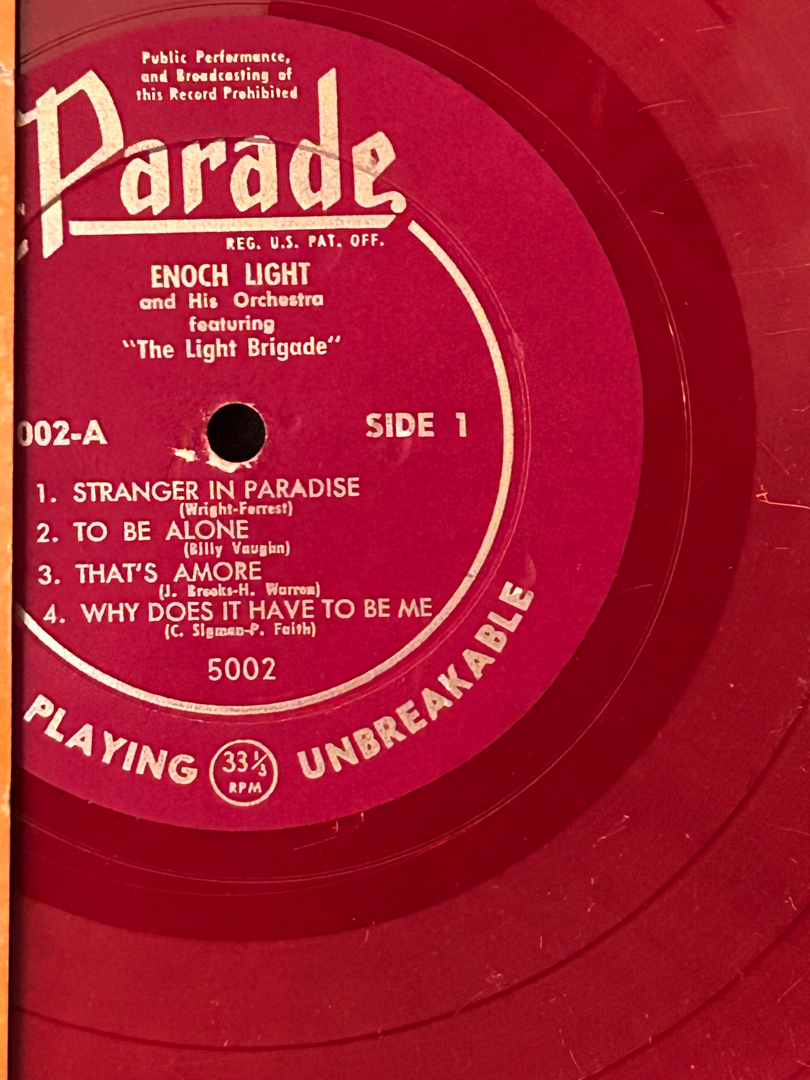 Public Performance,
and Broadcasting of
this Record Prohibited
Parade
REG. U.S. PAT. OFF.
ENOCH LIGHT
and His Orchestra
featuring
"The Light Brigade"
002-A SIDE 1
1. STRANGER IN PARADISE
(Wright-Forrest)
2. TO BE ALONE
(Billy Vaughn)
3. THAT'S AMORE
(J. Brooks-H. Warren)
4. WHY DOES IT HAVE TO BE ME
(C. Sigman-P. Faith)
5002
PLAYING 33⅓ RPM UNBREAKABLE